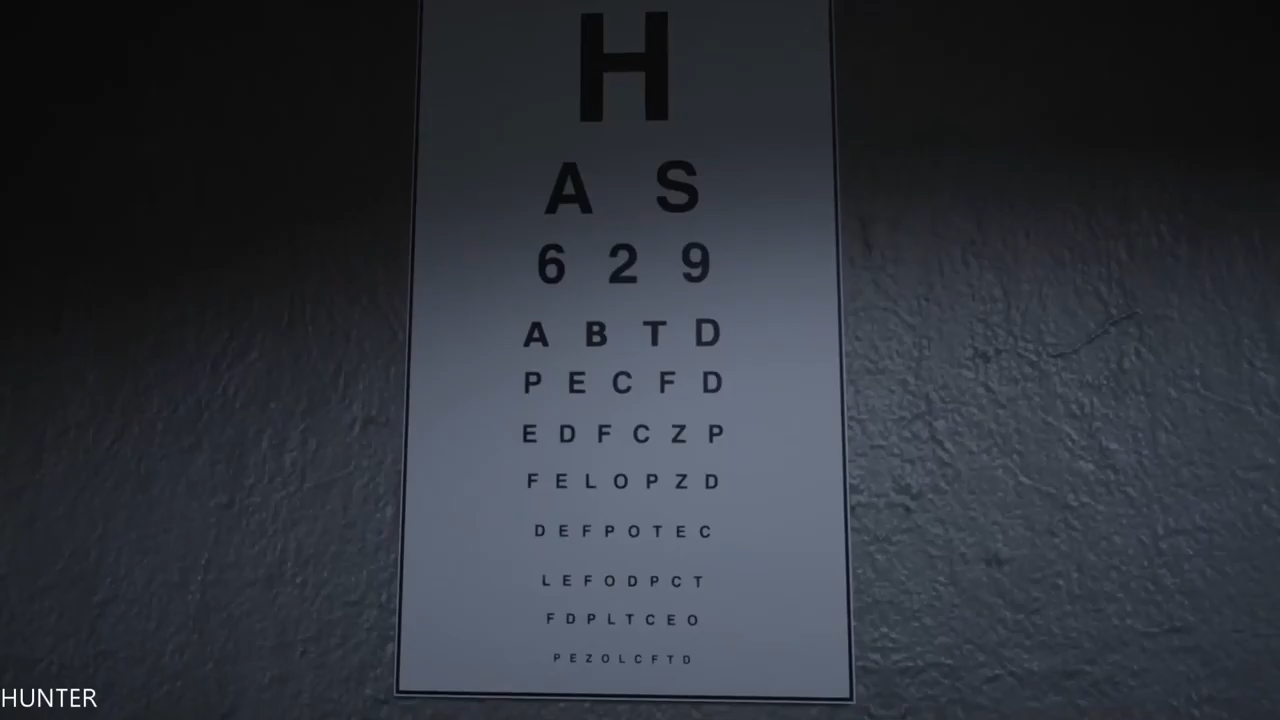 H
A S
6 2 9
A B T D
P E C F D
E D F C Z P
F E L O P Z D
D E F P O T E C
L E F O D P C T
F D P L T C E O
P E Z O L C F T D
HUNTER